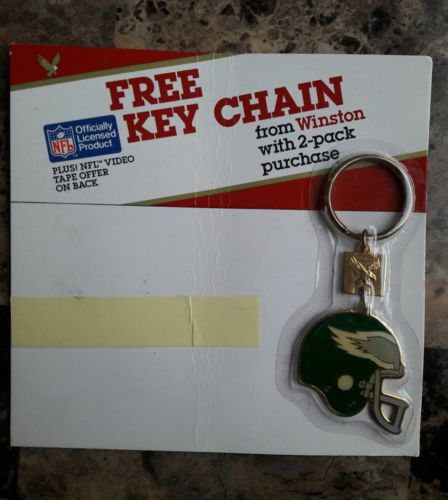 FREE
KEY CHAIN
from Winston
with 2-pack
purchase
NFL
Officially
Licensed
Product
PLUS! NFL™ VIDEO
TAPE OFFER
ON BACK